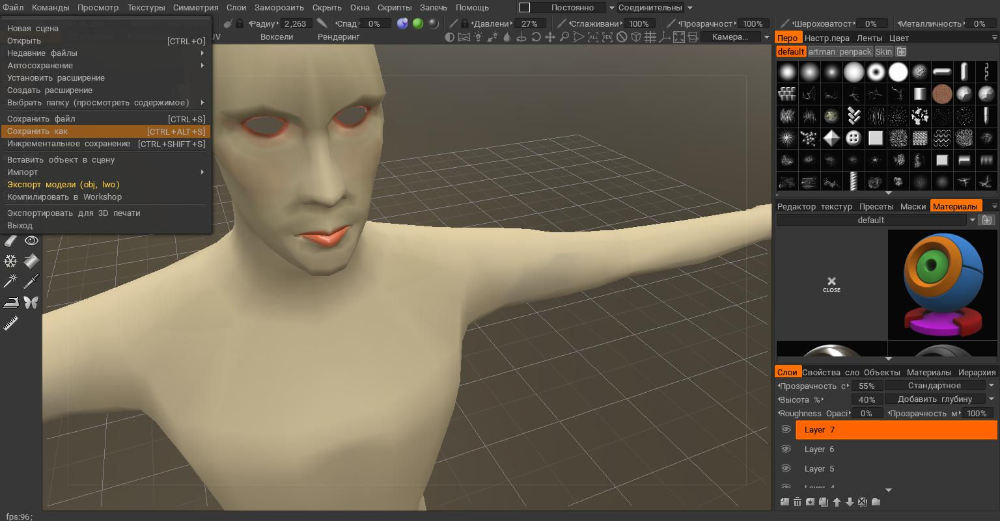 Файл Команды Просмотр Текстуры Симметрия Слои Заморозить Скрыть Окна Скрипты Запечь Помощь Постоянно Соединительны
Радиу 2,263 Спад 0% Давлени 27% Сглаживани 100% Прозрачност 100% Шероховатост 0% Металличность 0%
UV Воксели Рендеринг ALL PEN Камера...
Новая сцена
Открыть [CTRL+O]
Недавние файлы
Автосохранение
Установить расширение
Создать расширение
Выбрать папку (просмотреть содержимое)
Сохранить файл [CTRL+S]
Сохранить как [CTRL+ALT+S]
Инкрементальное сохранение [CTRL+SHIFT+S]
Вставить объект в сцену
Импорт
Экспорт модели (obj, lwo)
Компилировать в Workshop
Экспортировать для 3D печати
Выход
Перо Настр.пера Ленты Цвет
default artman penpack Skin
Редактор текстур Пресеты Маски Материалы
default
CLOSE
Слои Свойства сло Объекты Материалы Иерархия
Прозрачность с 55% Стандартное
Высота % 40% Добавить глубину
Roughness Opaci 0% Прозрачность м 100%
Layer 7
Layer 6
Layer 5
Layer 4
fps:96;